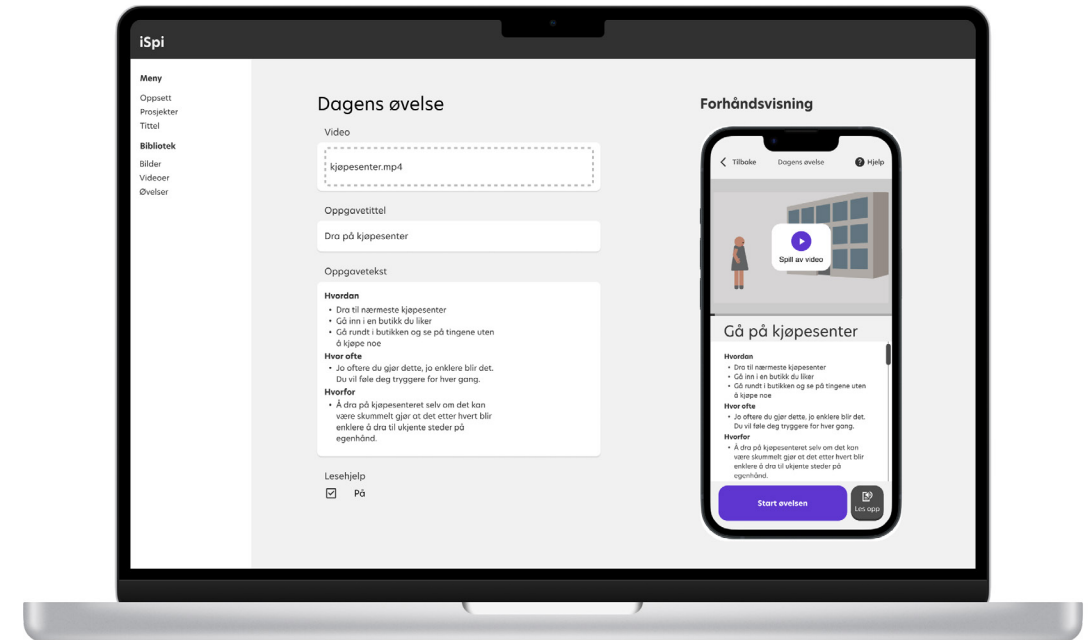 iSpi
Meny
Oppsett
Prosjekter
Tittel
Bibliotek
Bilder
Videoer
Øvelser
Dagens øvelse
Video
kjøpesenter.mp4
Oppgavetittel
Dra på kjøpesenter
Oppgavetekst
Hvordan
• Dra til nærmeste kjøpesenter
• Gå inn i en butikk du liker
• Gå rundt i butikken og se på tingene uten
å kjøpe noe
Hvor ofte
• Jo oftere du gjør dette, jo enklere blir det.
Du vil føle deg tryggere for hver gang.
Hvorfor
• Å dra på kjøpesenteret selv om det kan
være skummelt gjør at det etter hvert blir
enklere å dra til ukjente steder på
egenhånd.
Lesehjelp
På
Forhåndsvisning
Tilbake Dagens øvelse ? Hjelp
Spill av video
Gå på kjøpesenter
Hvordan
• Dra til nærmeste kjøpesenter
• Gå inn i en butikk du liker
• Gå rundt i butikken og se på tingene uten
å kjøpe noe
Hvor ofte
• Jo oftere du gjør dette, jo enklere blir det.
Du vil føle deg tryggere for hver gang.
Hvorfor
• Å dra på kjøpesenteret selv om det kan
være skummelt gjør at det etter hvert blir
enklere å dra til ukjente steder på
egenhånd.
Start øvelsen
Les opp